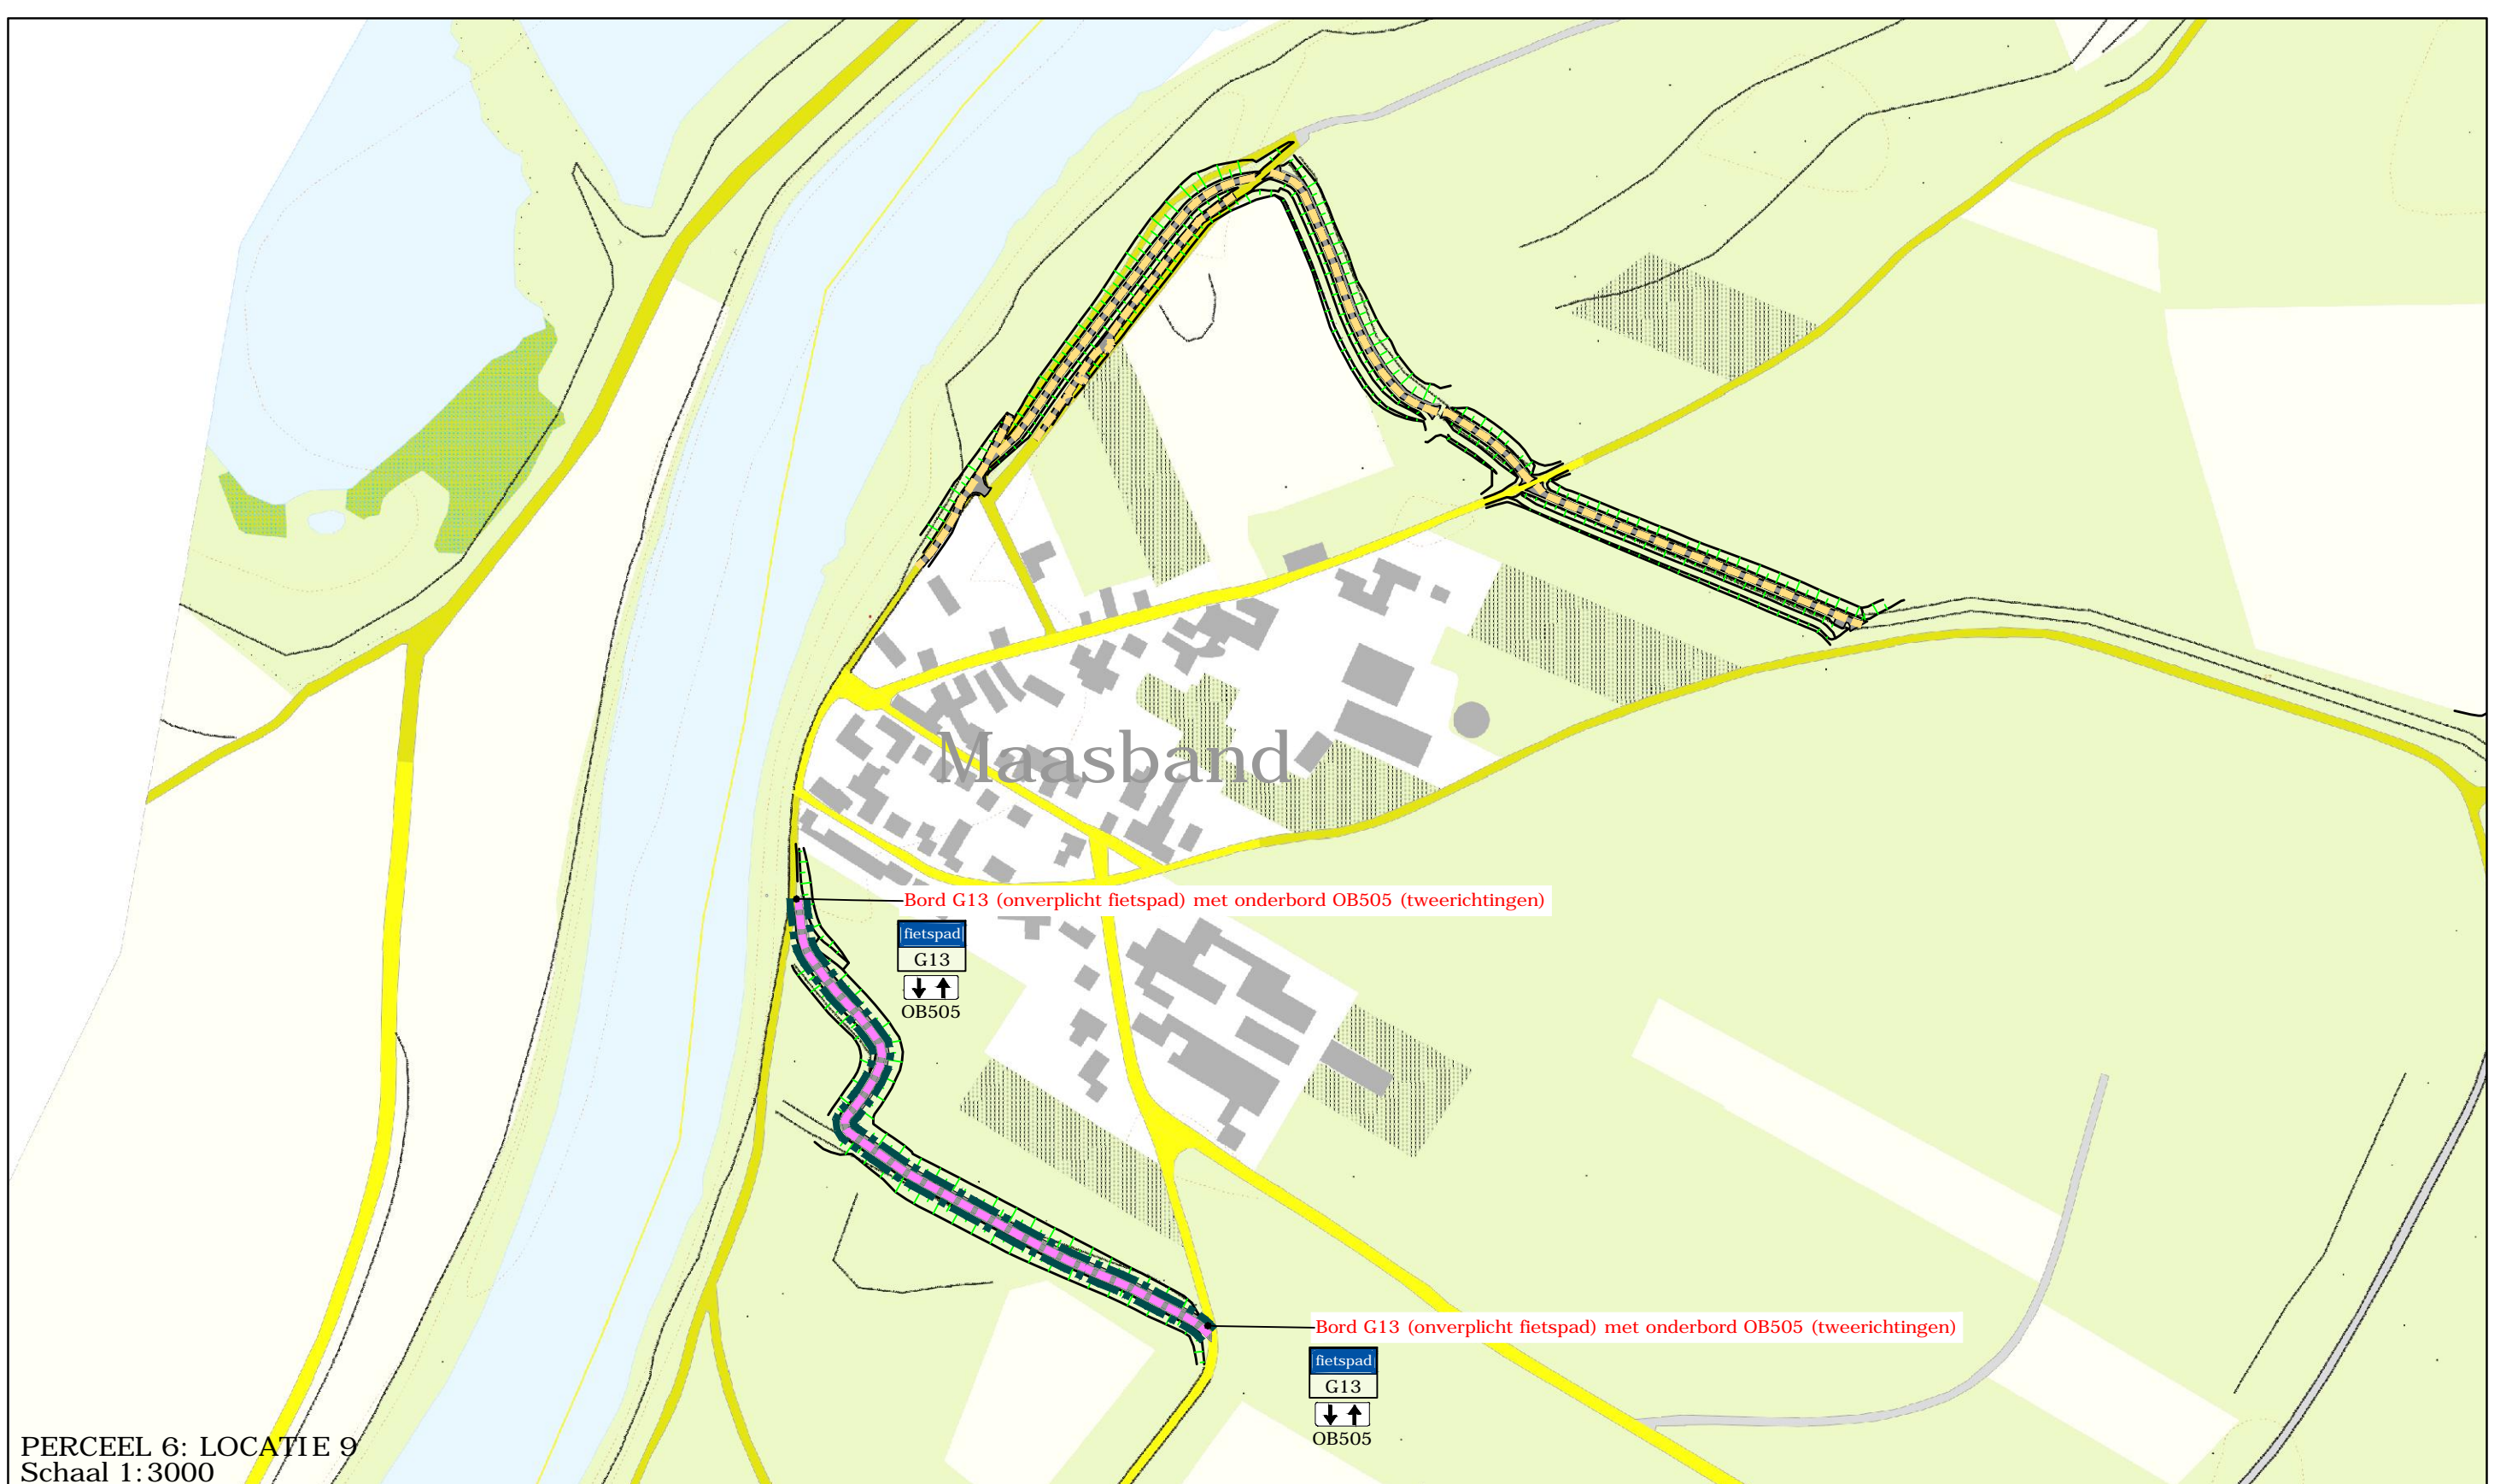 Maasband
Bord G13 (onverplicht fietspad) met onderbord OB505 (tweerichtingen)
fietspad
G13
OB505
Bord G13 (onverplicht fietspad) met onderbord OB505 (tweerichtingen)
fietspad
G13
OB505
PERCEEL 6: LOCATIE 9
Schaal 1:3000